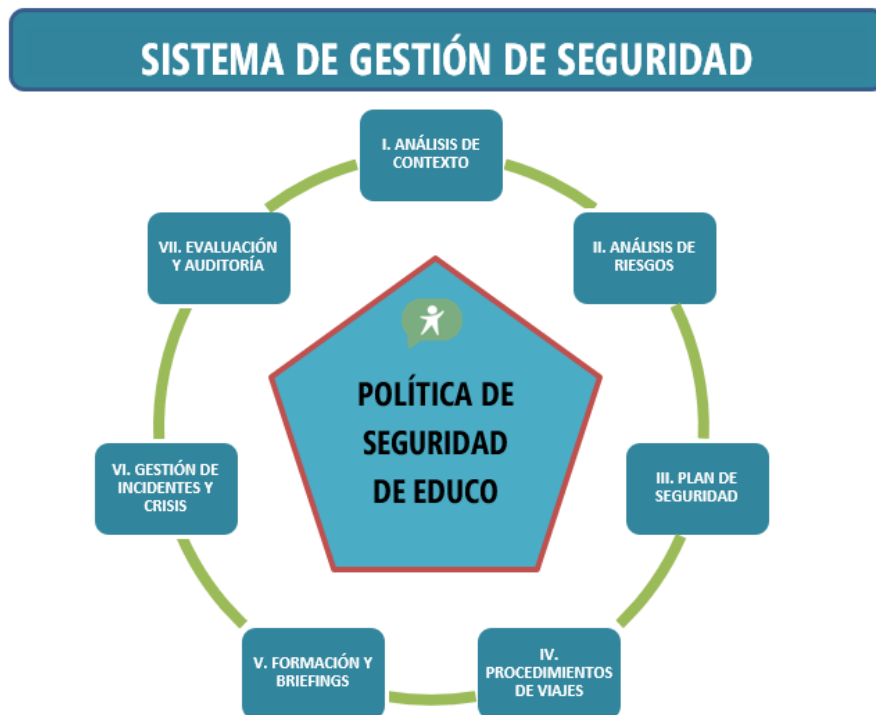 SISTEMA DE GESTIÓN DE SEGURIDAD
I. ANÁLISIS DE
CONTEXTO
II. ANÁLISIS DE
RIESGOS
III. PLAN DE
SEGURIDAD
IV.
PROCEDIMIENTOS
DE VIAJES
V. FORMACIÓN Y
BRIEFINGS
VI. GESTIÓN DE
INCIDENTES Y
CRISIS
VII. EVALUACIÓN
Y AUDITORÍA
POLÍTICA DE
SEGURIDAD
DE EDUCO